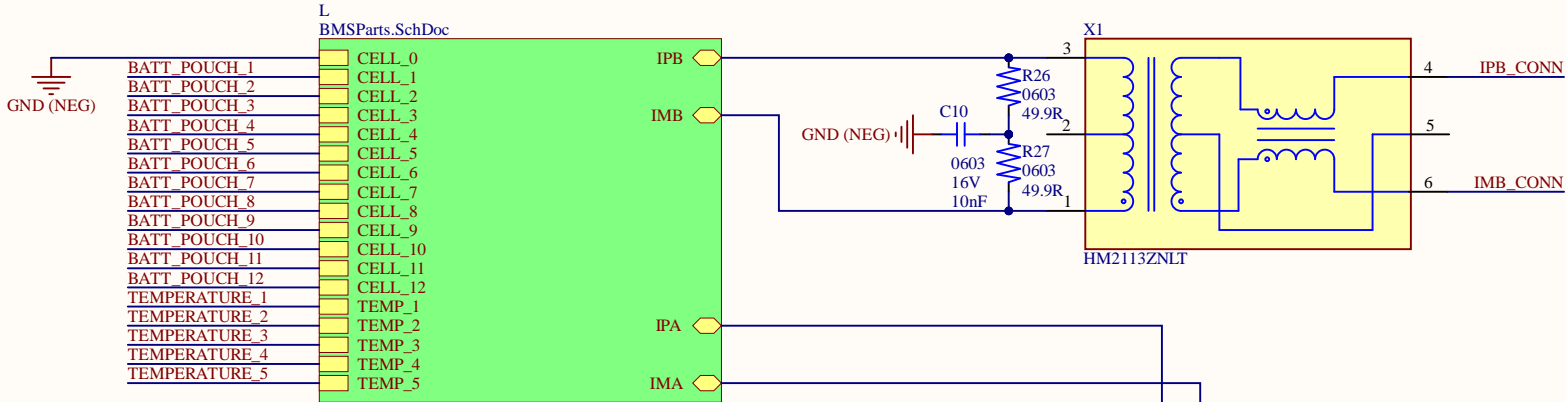 L
BMSParts.SchDoc
GND (NEG)
BATT_POUCH_1
BATT_POUCH_2
BATT_POUCH_3
BATT_POUCH_4
BATT_POUCH_5
BATT_POUCH_6
BATT_POUCH_7
BATT_POUCH_8
BATT_POUCH_9
BATT_POUCH_10
BATT_POUCH_11
BATT_POUCH_12
TEMPERATURE_1
TEMPERATURE_2
TEMPERATURE_3
TEMPERATURE_4
TEMPERATURE_5
CELL_0
CELL_1
CELL_2
CELL_3
CELL_4
CELL_5
CELL_6
CELL_7
CELL_8
CELL_9
CELL_10
CELL_11
CELL_12
TEMP_1
TEMP_2
TEMP_3
TEMP_4
TEMP_5
IPB
IMB
IPA
IMA
GND (NEG)
C10
0603
16V
10nF
R26
0603
49.9R
R27
0603
49.9R
X1
3
2
1
4
5
6
HM2113ZNLT
IPB_CONN
IMB_CONN